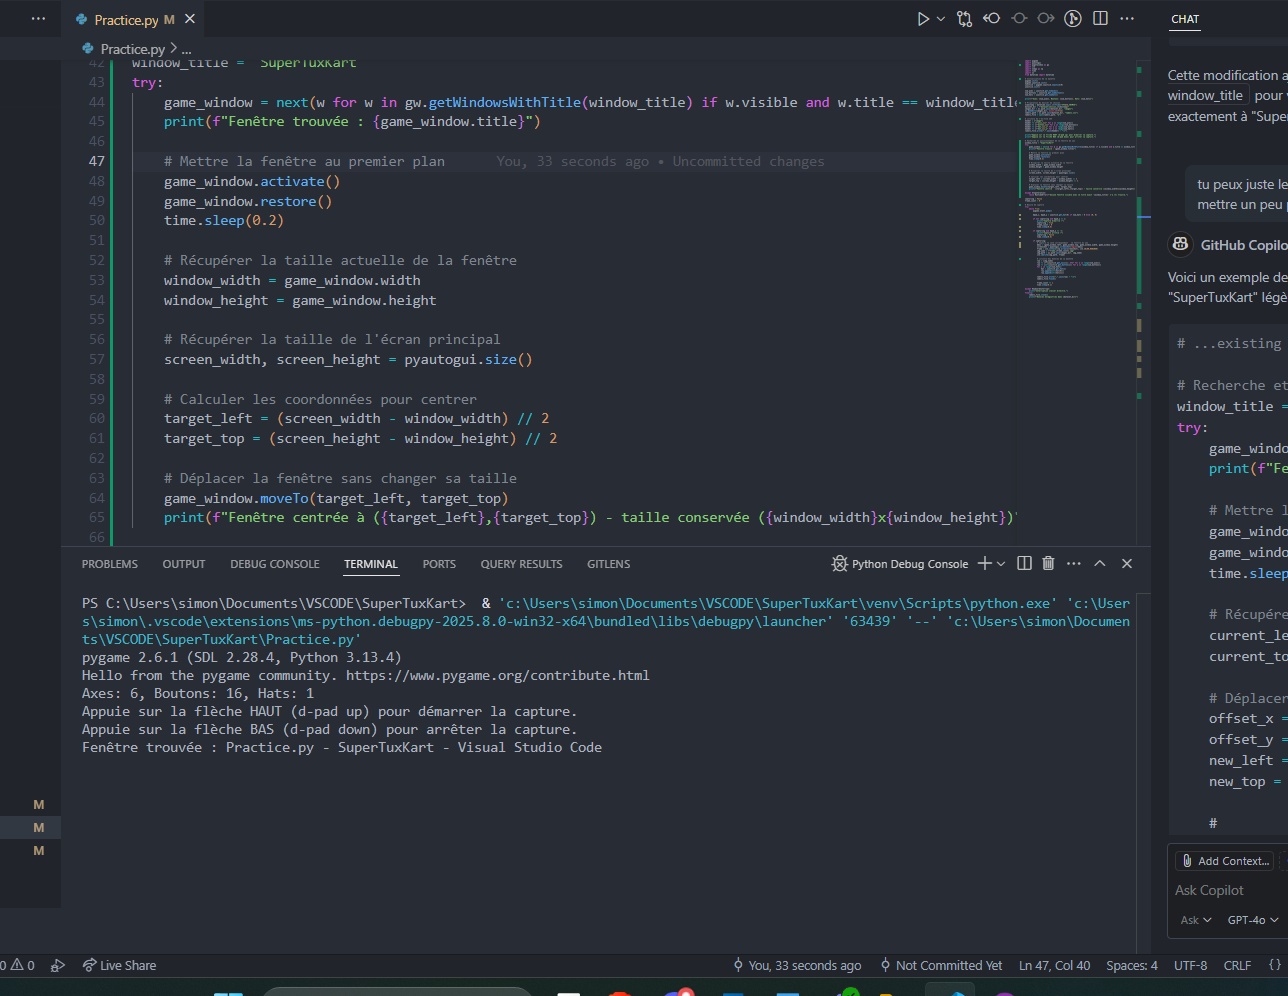 Practice.py M
CHAT
Practice.py > ...
42 window_title = "SuperTuxKart"
43 try:
44 game_window = next(w for w in gw.getWindowsWithTitle(window_title) if w.visible and w.title == window_titl
45 print(f"Fenêtre trouvée : {game_window.title}")
46
47 # Mettre la fenêtre au premier plan You, 33 seconds ago • Uncommitted changes
48 game_window.activate()
49 game_window.restore()
50 time.sleep(0.2)
51
52 # Récupérer la taille actuelle de la fenêtre
53 window_width = game_window.width
54 window_height = game_window.height
55
56 # Récupérer la taille de l'écran principal
57 screen_width, screen_height = pyautogui.size()
58
59 # Calculer les coordonnées pour centrer
60 target_left = (screen_width - window_width) // 2
61 target_top = (screen_height - window_height) // 2
62
63 # Déplacer la fenêtre sans changer sa taille
64 game_window.moveTo(target_left, target_top)
65 print(f"Fenêtre centrée à ({target_left},{target_top}) - taille conservée ({window_width}x{window_height})"
66
PROBLEMS OUTPUT DEBUG CONSOLE TERMINAL PORTS QUERY RESULTS GITLENS Python Debug Console
PS C:\Users\simon\Documents\VSCODE\SuperTuxKart> & 'c:\Users\simon\Documents\VSCODE\SuperTuxKart\venv\Scripts\python.exe' 'c:\User
s\simon\.vscode\extensions\ms-python.debugpy-2025.8.0-win32-x64\bundled\libs\debugpy\launcher' '63439' '--' 'c:\Users\simon\Documen
ts\VSCODE\SuperTuxKart\Practice.py'
pygame 2.6.1 (SDL 2.28.4, Python 3.13.4)
Hello from the pygame community. https://www.pygame.org/contribute.html
Axes: 6, Boutons: 16, Hats: 1
Appuie sur la flèche HAUT (d-pad up) pour démarrer la capture.
Appuie sur la flèche BAS (d-pad down) pour arrêter la capture.
Fenêtre trouvée : Practice.py - SuperTuxKart - Visual Studio Code
M
M
M
Cette modification a
window_title pour v
exactement à "Super
tu peux juste le
mettre un peu p
GitHub Copilo
Voici un exemple de
"SuperTuxKart" légè
# ...existing
# Recherche et
window_title =
try:
game_windo
print(f"Fe
# Mettre l
game_windo
game_windo
time.sleep
# Récupére
current_le
current_to
# Déplacer
offset_x =
offset_y =
new_left =
new_top =
#
Add Context...
Ask Copilot
Ask GPT-4o
0 0 Live Share You, 33 seconds ago Not Committed Yet Ln 47, Col 40 Spaces: 4 UTF-8 CRLF {}